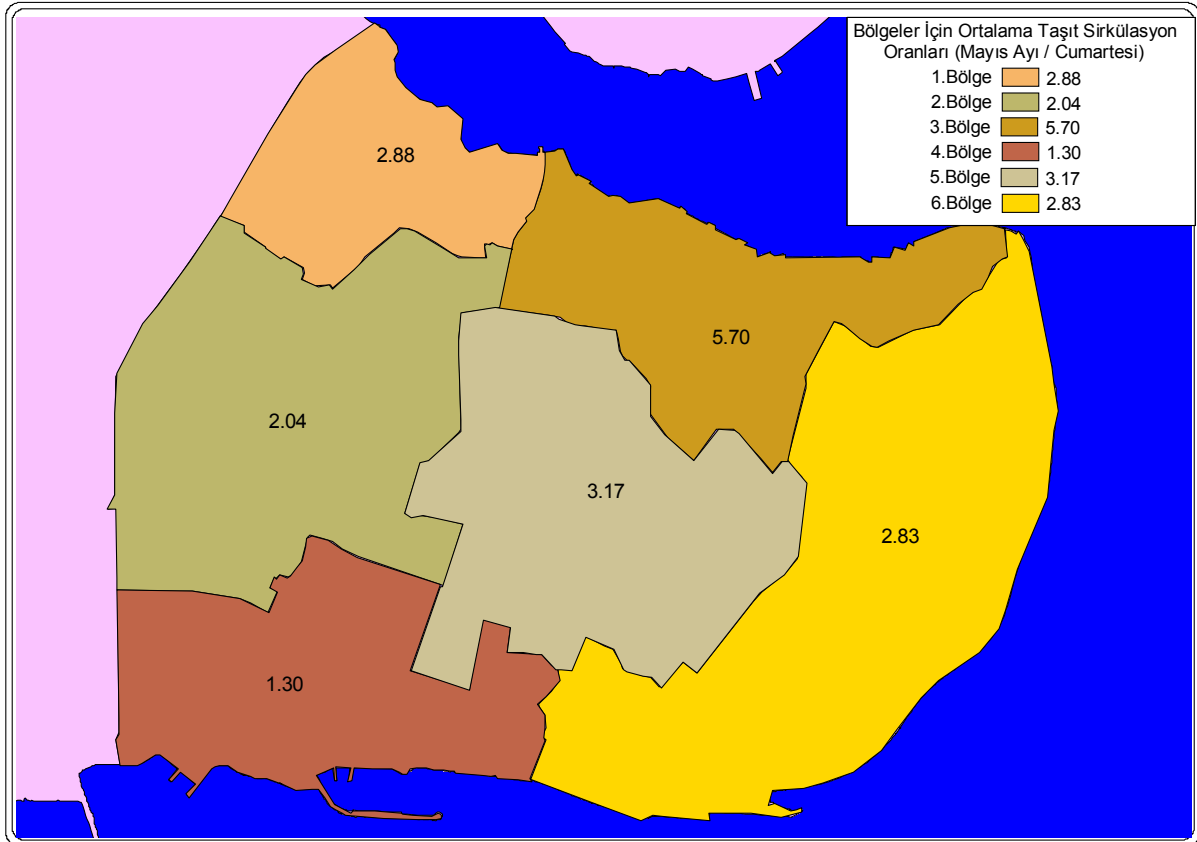 Bölgeler İçin Ortalama Taşıt Sirkülasyon
Oranları (Mayıs Ayı / Cumartesi)
1.Bölge 2.88
2.Bölge 2.04
3.Bölge 5.70
4.Bölge 1.30
5.Bölge 3.17
6.Bölge 2.83
2.88
5.70
2.04
3.17
2.83
1.30